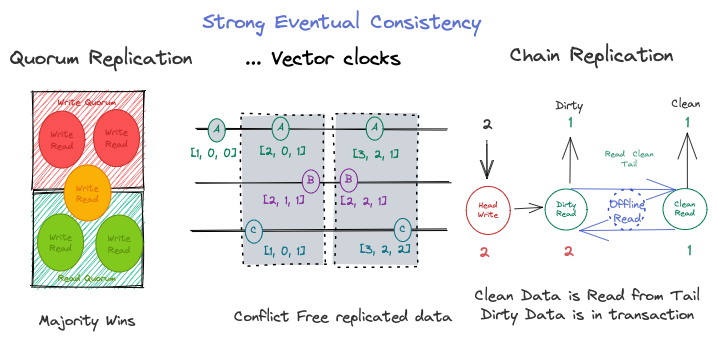 Strong Eventual Consistency
Quorum Replication
Write Quorum
Write
Read
Write
Read
Write
Read
Write
Read
Write
Read
Read Quorum
Majority Wins
... Vector clocks
A
A
A
[1, 0, 0]
[2, 0, 1]
[3, 2, 1]
B
B
[2, 1, 1]
[2, 2, 1]
C
C
[1, 0, 1]
[3, 2, 2]
Conflict Free replicated data
Chain Replication
Dirty
1
Clean
1
2
Read Clean
Tail
Head
Write
Dirty
Read
Offline
Read
Clean
Read
2
2
1
Clean Data is Read from Tail
Dirty Data is in transaction